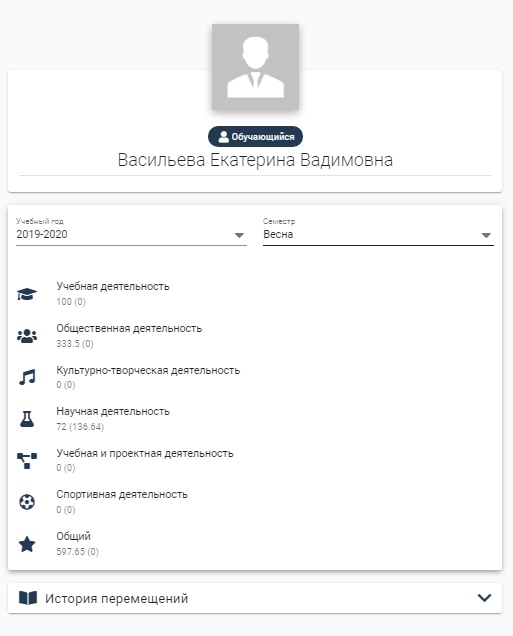 Обучающийся
Васильева Екатерина Вадимовна
Учебный год
Семестр
2019-2020
Весна
Учебная деятельность
100 (0)
Общественная деятельность
333.5 (0)
Культурно-творческая деятельность
0 (0)
Научная деятельность
72 (136.64)
Учебная и проектная деятельность
0 (0)
Спортивная деятельность
0 (0)
Общий
597.65 (0)
История перемещений